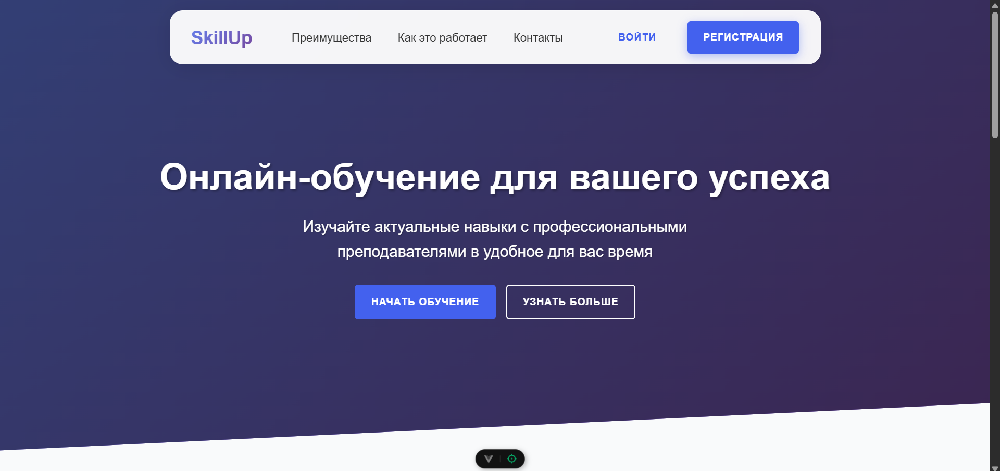 SkillUp
Преимущества
Как это работает
Контакты
ВОЙТИ
РЕГИСТРАЦИЯ
Онлайн-обучение для вашего успеха
Изучайте актуальные навыки с профессиональными
преподавателями в удобное для вас время
НАЧАТЬ ОБУЧЕНИЕ
УЗНАТЬ БОЛЬШЕ